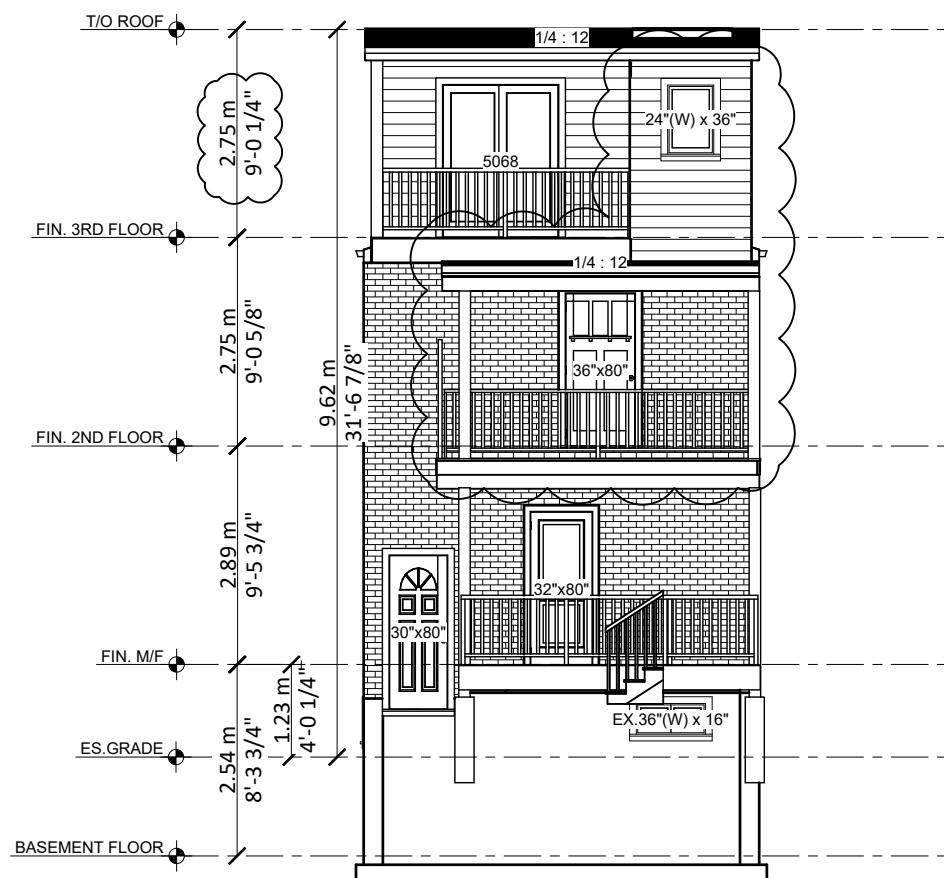 T/O ROOF
1/4 : 12
2.75 m
9'-0 1/4"
24"(W) x 36"
5068
FIN. 3RD FLOOR
1/4 : 12
2.75 m
9'-0 5/8"
9.62 m
31'-6 7/8"
36"x80"
FIN. 2ND FLOOR
2.89 m
9'-5 3/4"
32"x80"
30"x80"
FIN. M/F
1.23 m
4'-0 1/4"
EX.36"(W) x 16"
ES.GRADE
2.54 m
8'-3 3/4"
BASEMENT FLOOR